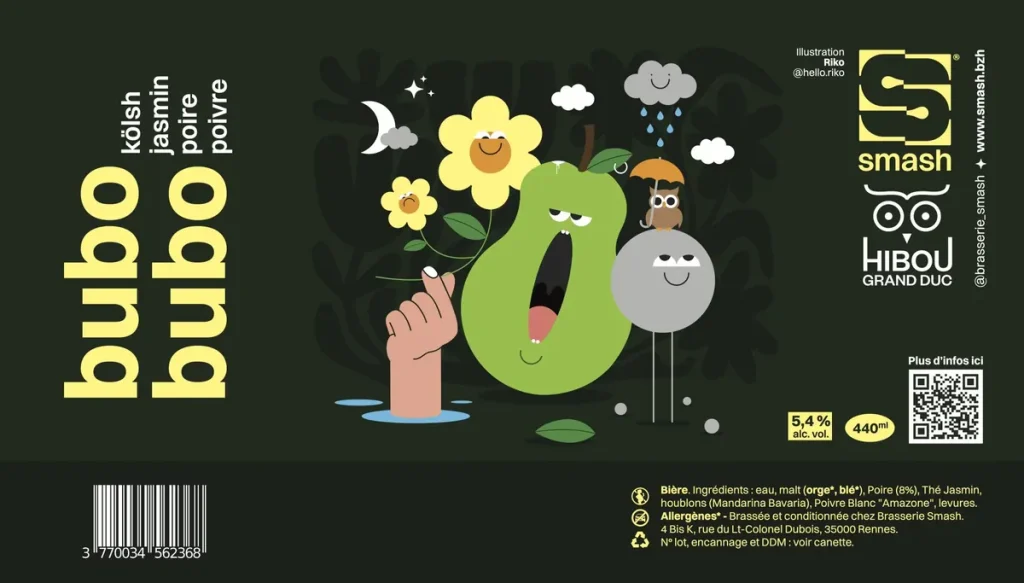 bubo
bubo
kölsh
jasmin
poire
poivre
Illustration
Riko
@hello.riko
®
smash
HIBOU
GRAND DUC
@brasserie_smash ✦ www.smash.bzh
Plus d'infos ici
5,4 %
alc. vol.
440ml
Bière. Ingrédients : eau, malt (orge*, blé*), Poire (8%), Thé Jasmin,
houblons (Mandarina Bavaria), Poivre Blanc "Amazone", levures.
Allergènes* - Brassée et conditionnée chez Brasserie Smash.
4 Bis K, rue du Lt-Colonel Dubois, 35000 Rennes.
N° lot, encannage et DDM : voir canette.
3 770034 562368